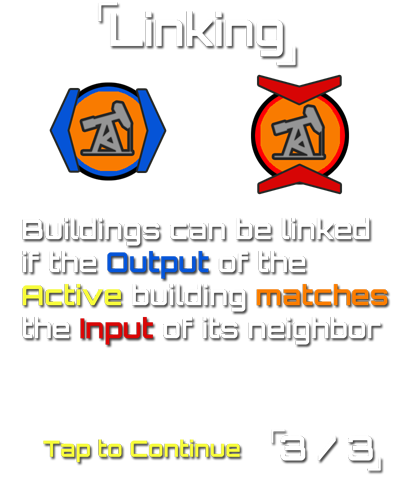 Linking
Buildings can be linked
if the Output of the
Active building matches
the Input of its neighbor
Tap to Continue
3 / 3